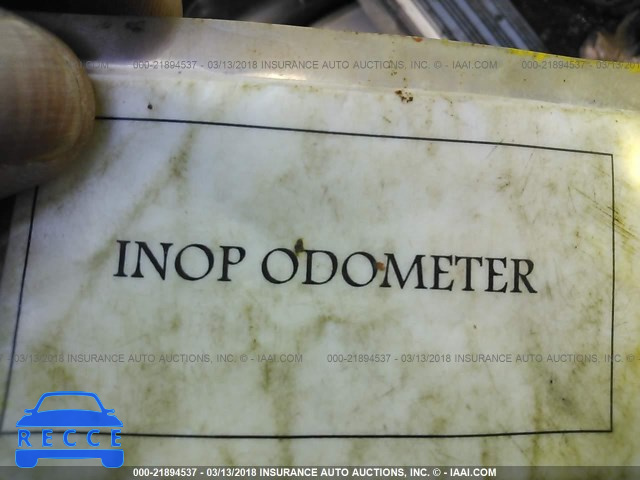 000-21894537 - 03/13/2018 INSURANCE AUTO AUCTIONS, INC. © - IAAI.COM
INOP ODOMETER
000-21894537 - 03/13/2018 INSURANCE AUTO AUCTIONS, INC. © - IAAI.COM
RECCE
000-21894537 - 03/13/2018 INSURANCE AUTO AUCTIONS, INC. © - IAAI.COM